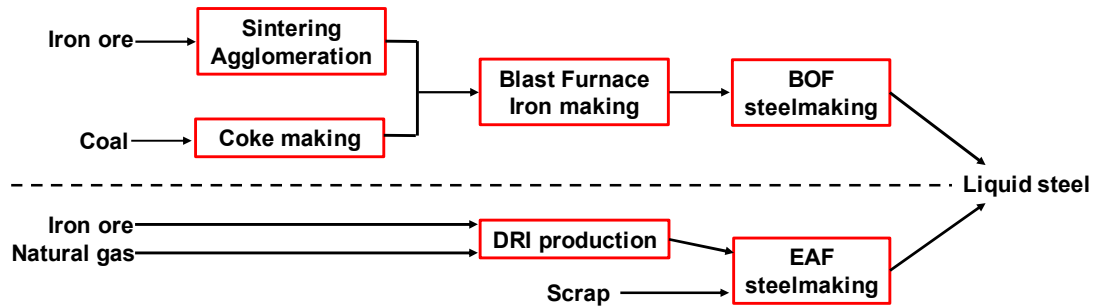 Iron ore
Sintering
Agglomeration
Coal
Coke making
Blast Furnace
Iron making
BOF
steelmaking
Liquid steel
Iron ore
Natural gas
DRI production
Scrap
EAF
steelmaking